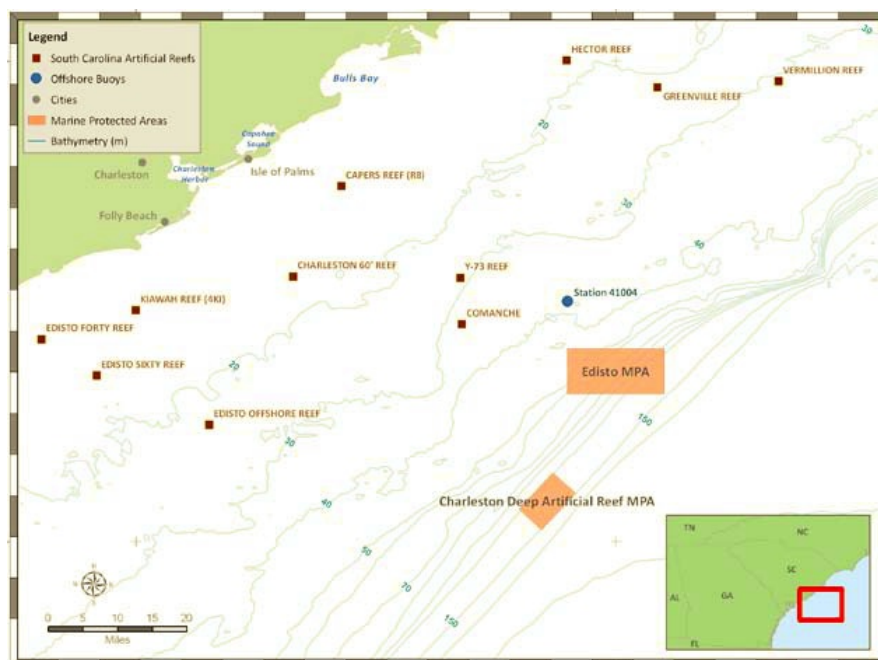 Legend
South Carolina Artificial Reefs
Offshore Buoys
Cities
Marine Protected Areas
Bathymetry (m)
Bulls Bay
Capohee
Sound
Charleston
Harbor
Charleston
Isle of Palms
Folly Beach
HECTOR REEF
VERMILLION REEF
GREENVILLE REEF
CAPERS REEF (R8)
CHARLESTON 60' REEF
Y-73 REEF
Station 41004
KIAWAH REEF (4KI)
COMANCHE
EDISTO FORTY REEF
EDISTO SIXTY REEF
EDISTO OFFSHORE REEF
Edisto MPA
Charleston Deep Artificial Reef MPA
30
20
30
40
20
30
40
50
70
150
150
0 5 10 15 20
Miles
TN
NC
SC
AL
GA
FL